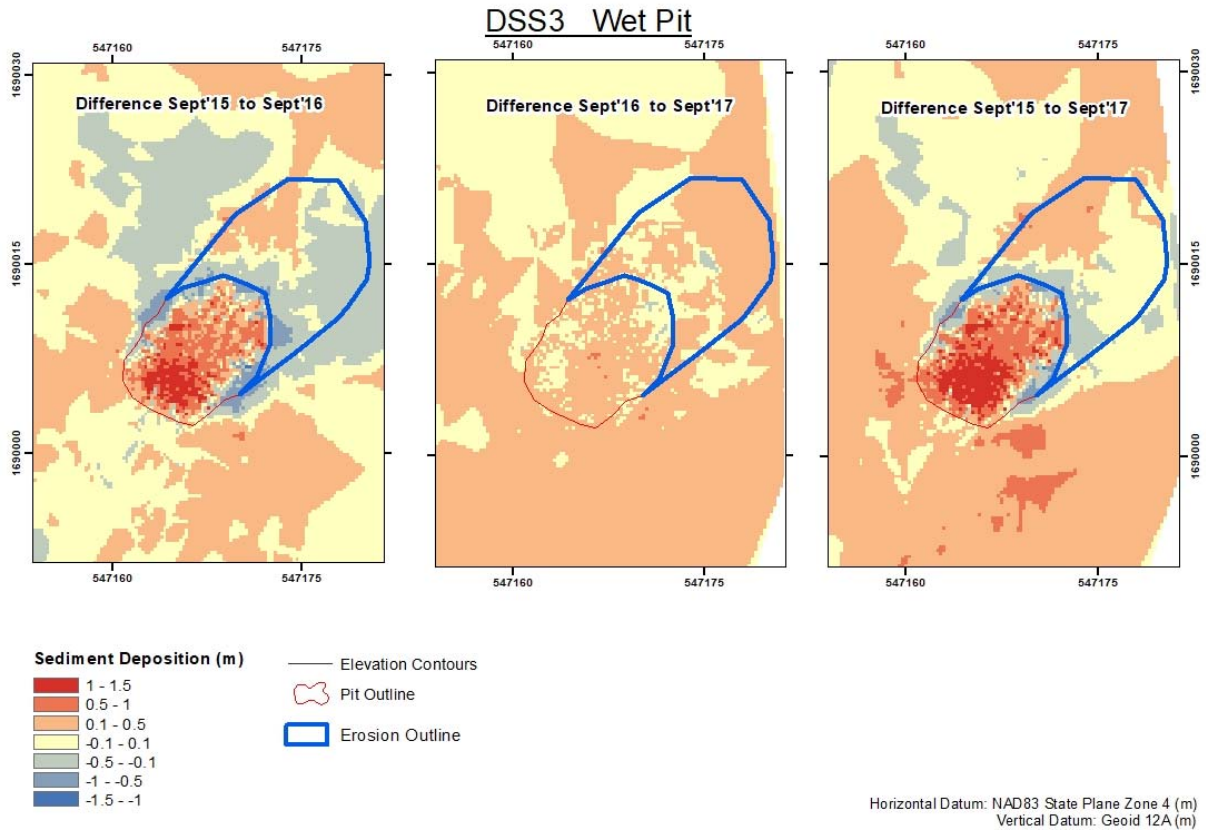 DSS3 Wet Pit
547160 547175 547160 547175 547160 547175
1690030 1690030
Difference Sept'15 to Sept'16 Difference Sept'16 to Sept'17 Difference Sept'15 to Sept'17
1690015 1690015
1690000 1690000
547160 547175 547160 547175 547160 547175
Sediment Deposition (m)
1 - 1.5
0.5 - 1
0.1 - 0.5
-0.1 - 0.1
-0.5 - -0.1
-1 - -0.5
-1.5 - -1
Elevation Contours
Pit Outline
Erosion Outline
Horizontal Datum: NAD83 State Plane Zone 4 (m)
Vertical Datum: Geoid 12A (m)